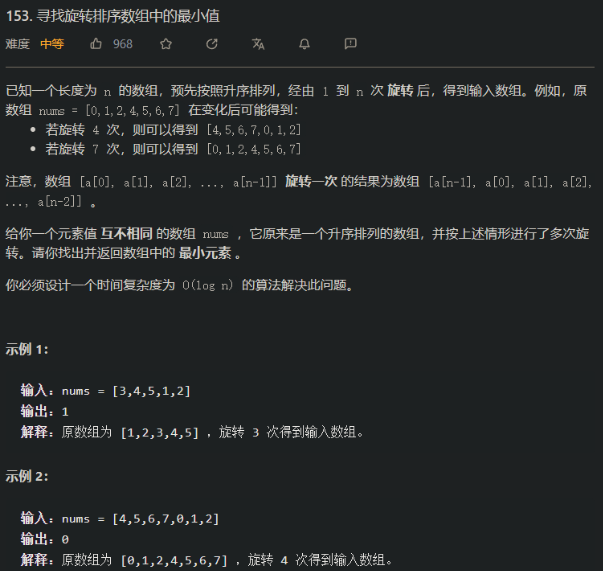 153. 寻找旋转排序数组中的最小值
难度 中等 968
已知一个长度为 n 的数组，预先按照升序排列，经由 1 到 n 次 旋转 后，得到输入数组。例如，原
数组 nums = [0,1,2,4,5,6,7] 在变化后可能得到：
• 若旋转 4 次，则可以得到 [4,5,6,7,0,1,2]
• 若旋转 7 次，则可以得到 [0,1,2,4,5,6,7]
注意，数组 [a[0], a[1], a[2], ..., a[n-1]] 旋转一次 的结果为数组 [a[n-1], a[0], a[1], a[2],
..., a[n-2]] 。
给你一个元素值 互不相同 的数组 nums ，它原来是一个升序排列的数组，并按上述情形进行了多次旋
转。请你找出并返回数组中的 最小元素 。
你必须设计一个时间复杂度为 O(log n) 的算法解决此问题。
示例 1：
输入：nums = [3,4,5,1,2]
输出：1
解释：原数组为 [1,2,3,4,5] ，旋转 3 次得到输入数组。
示例 2：
输入：nums = [4,5,6,7,0,1,2]
输出：0
解释：原数组为 [0,1,2,4,5,6,7] ，旋转 4 次得到输入数组。